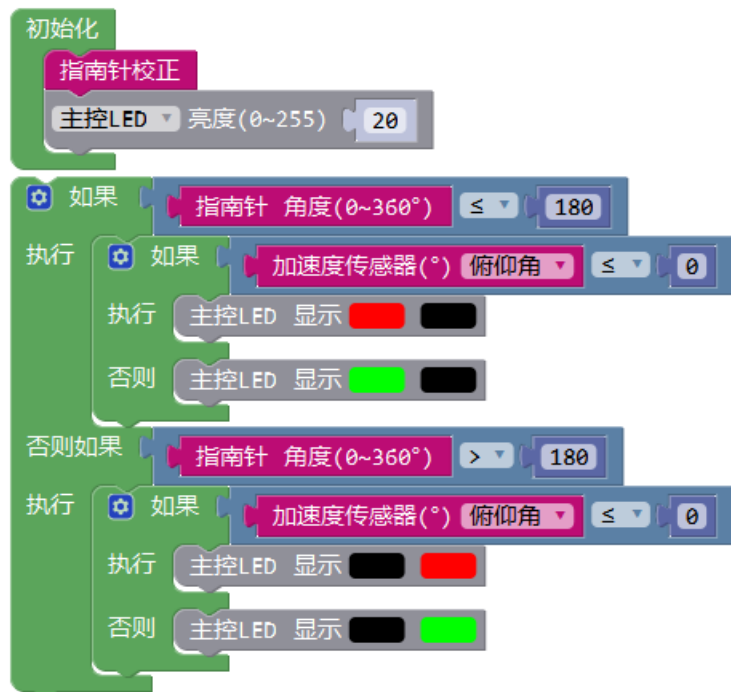 初始化
指南针校正
主控LED 亮度(0~255) 20
如果 指南针 角度(0~360°) ≤ 180
执行 如果 加速度传感器(°) 俯仰角 ≤ 0
执行 主控LED 显示
否则 主控LED 显示
否则如果 指南针 角度(0~360°) > 180
执行 如果 加速度传感器(°) 俯仰角 ≤ 0
执行 主控LED 显示
否则 主控LED 显示